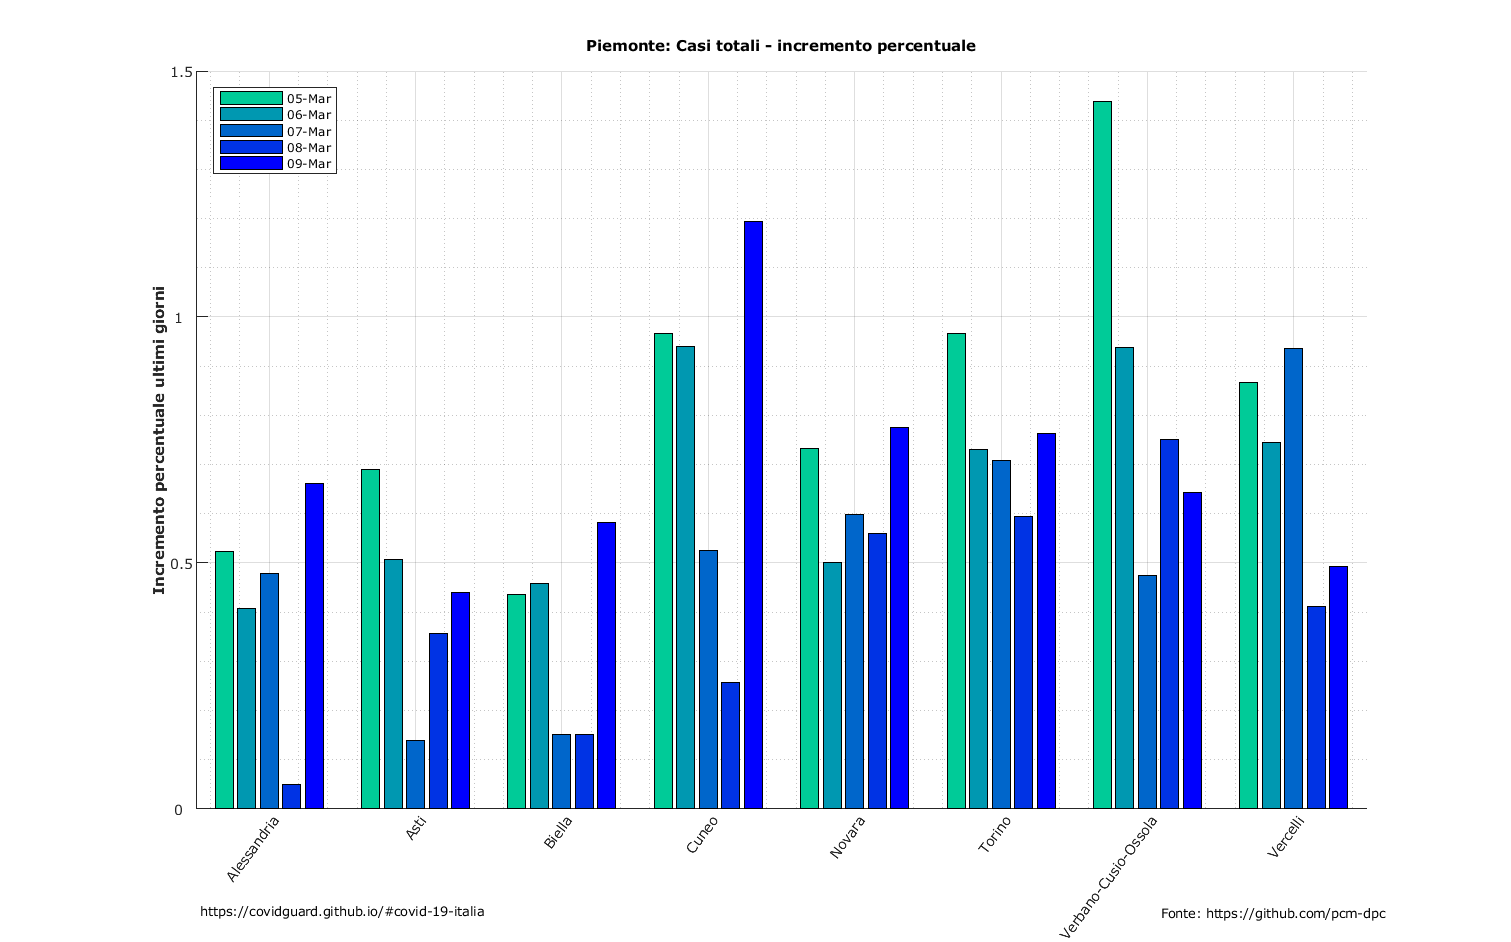 Piemonte: Casi totali - incremento percentuale
1.5
1
0.5
0
Incremento percentuale ultimi giorni
05-Mar
06-Mar
07-Mar
08-Mar
09-Mar
Alessandria
Asti
Biella
Cuneo
Novara
Torino
Verbano-Cusio-Ossola
Vercelli
https://covidguard.github.io/#covid-19-italia
Fonte: https://github.com/pcm-dpc